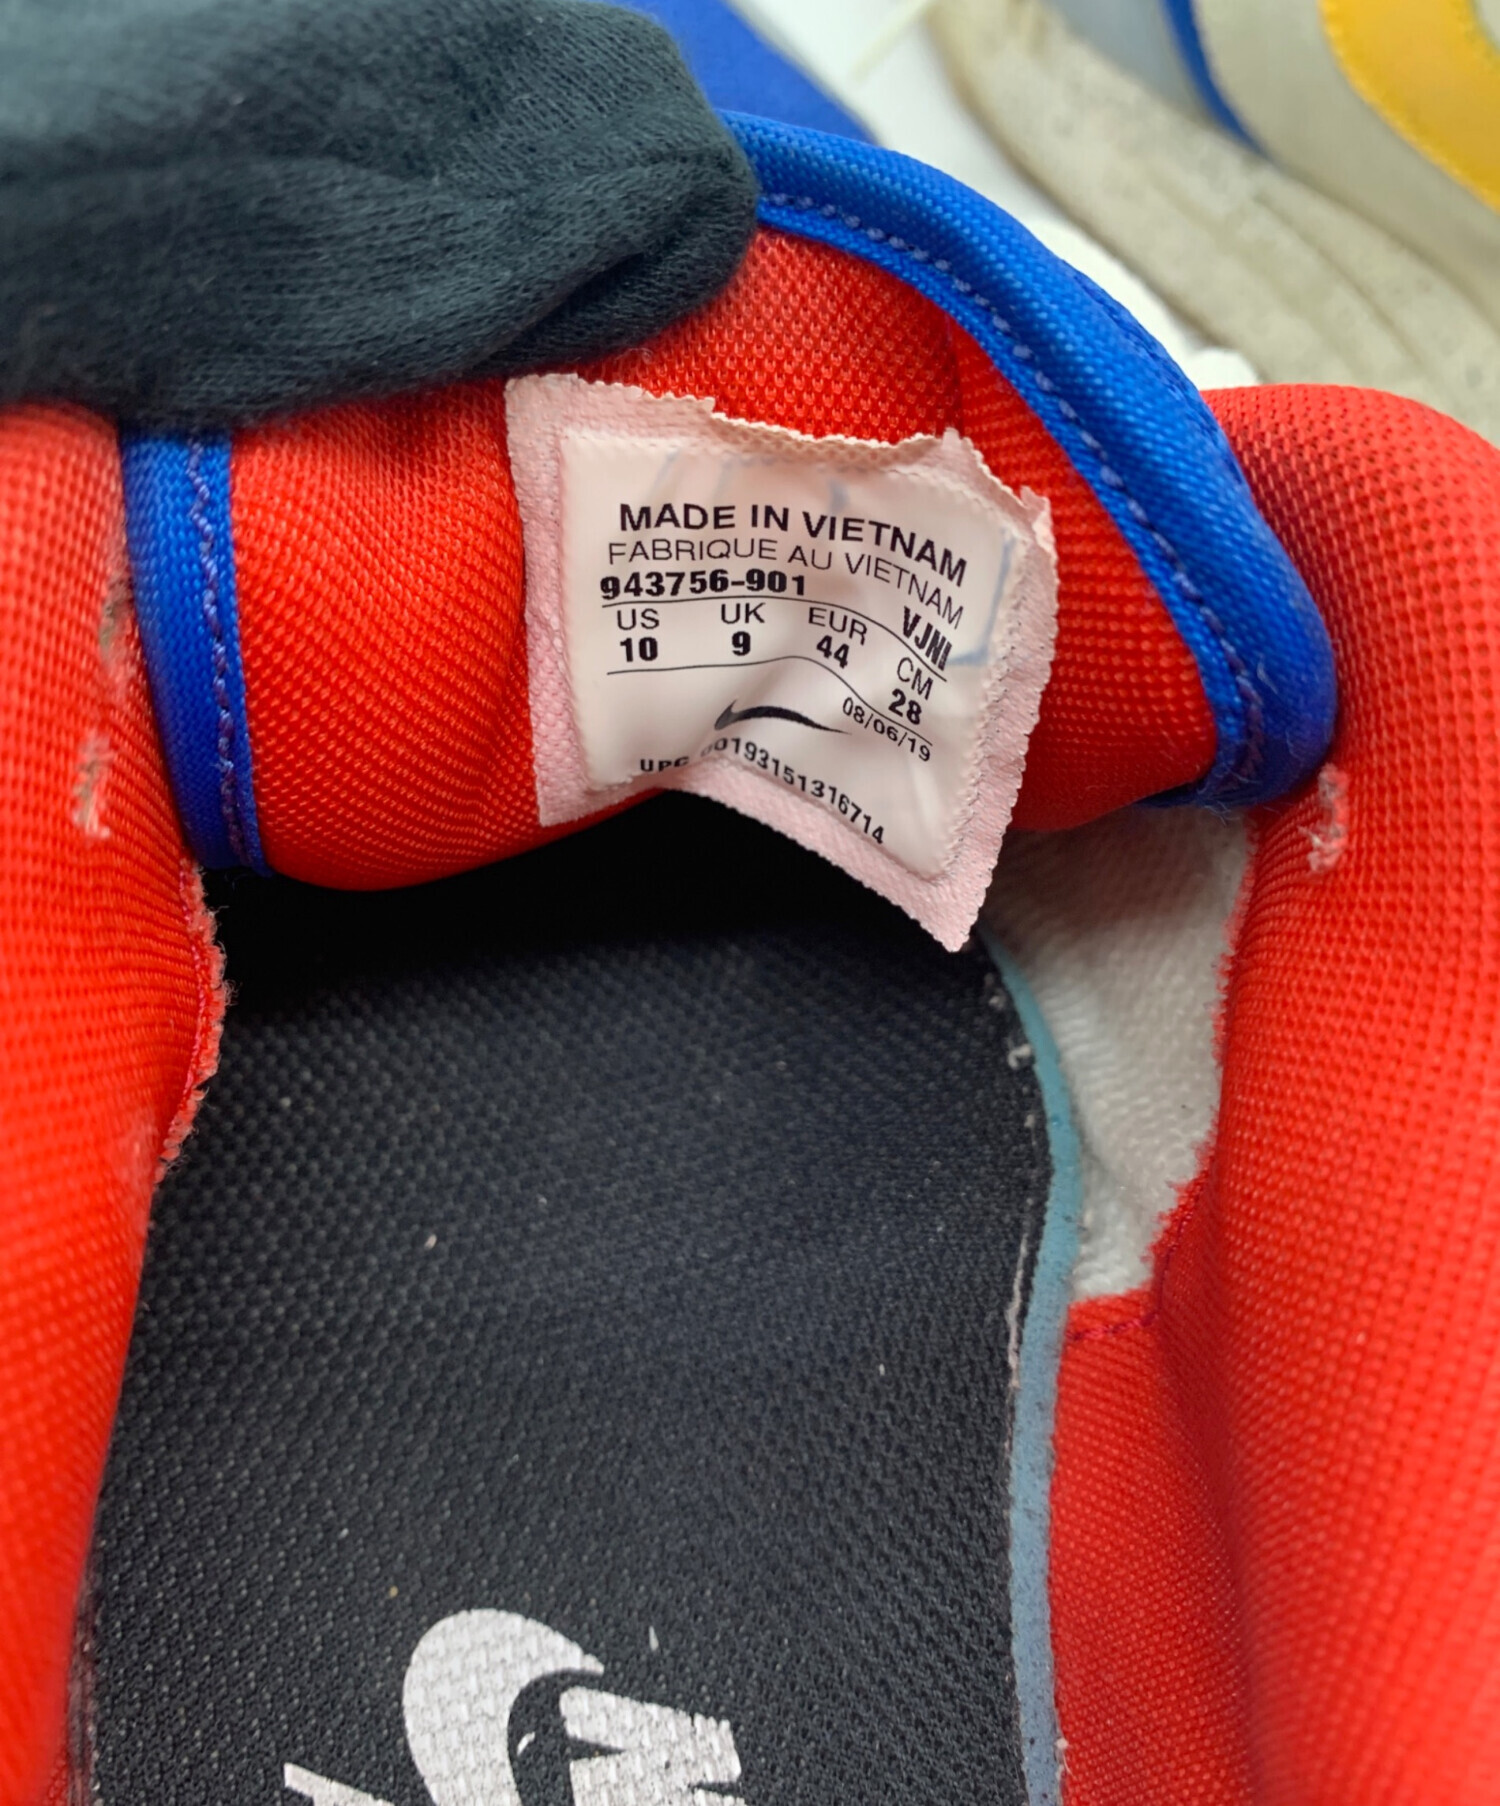 MADE IN VIETNAM
FABRIQUE AU VIETNAM
943756-901 VJNI
US UK EUR CM
10 9 44 28
08/06/19
UPC 00193151316714